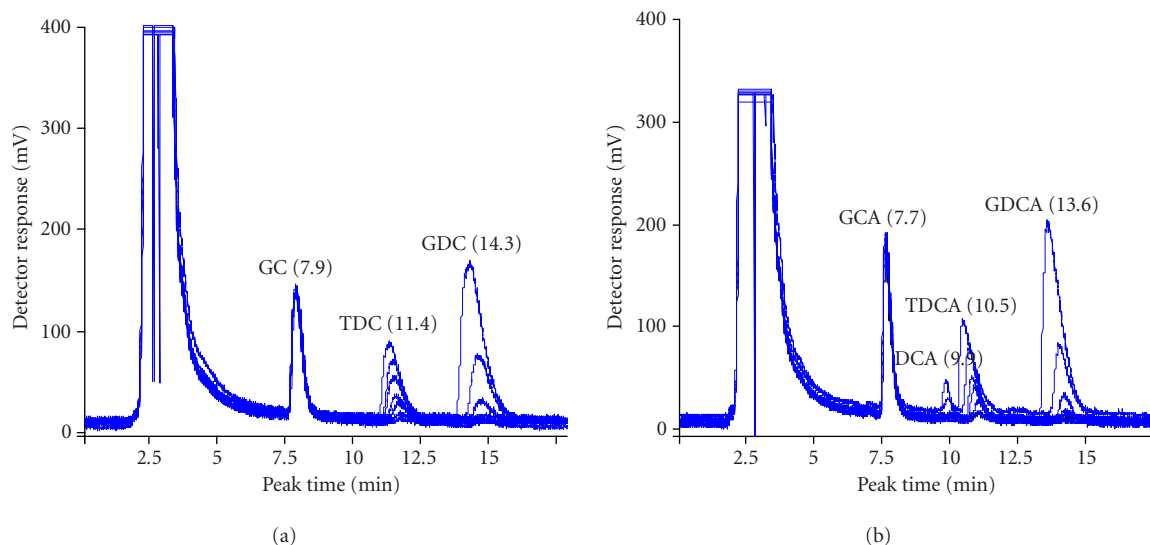 400
300
200
100
0
Detector response (mV)
GC (7.9)
TDC (11.4)
GDC (14.3)
2.5
5
7.5
10
12.5
15
Peak time (min)
(a)
400
300
200
100
0
Detector response (mV)
GCA (7.7)
GDCA (13.6)
TDCA (10.5)
DCA (9.9)
2.5
5
7.5
10
12.5
15
Peak time (min)
(b)